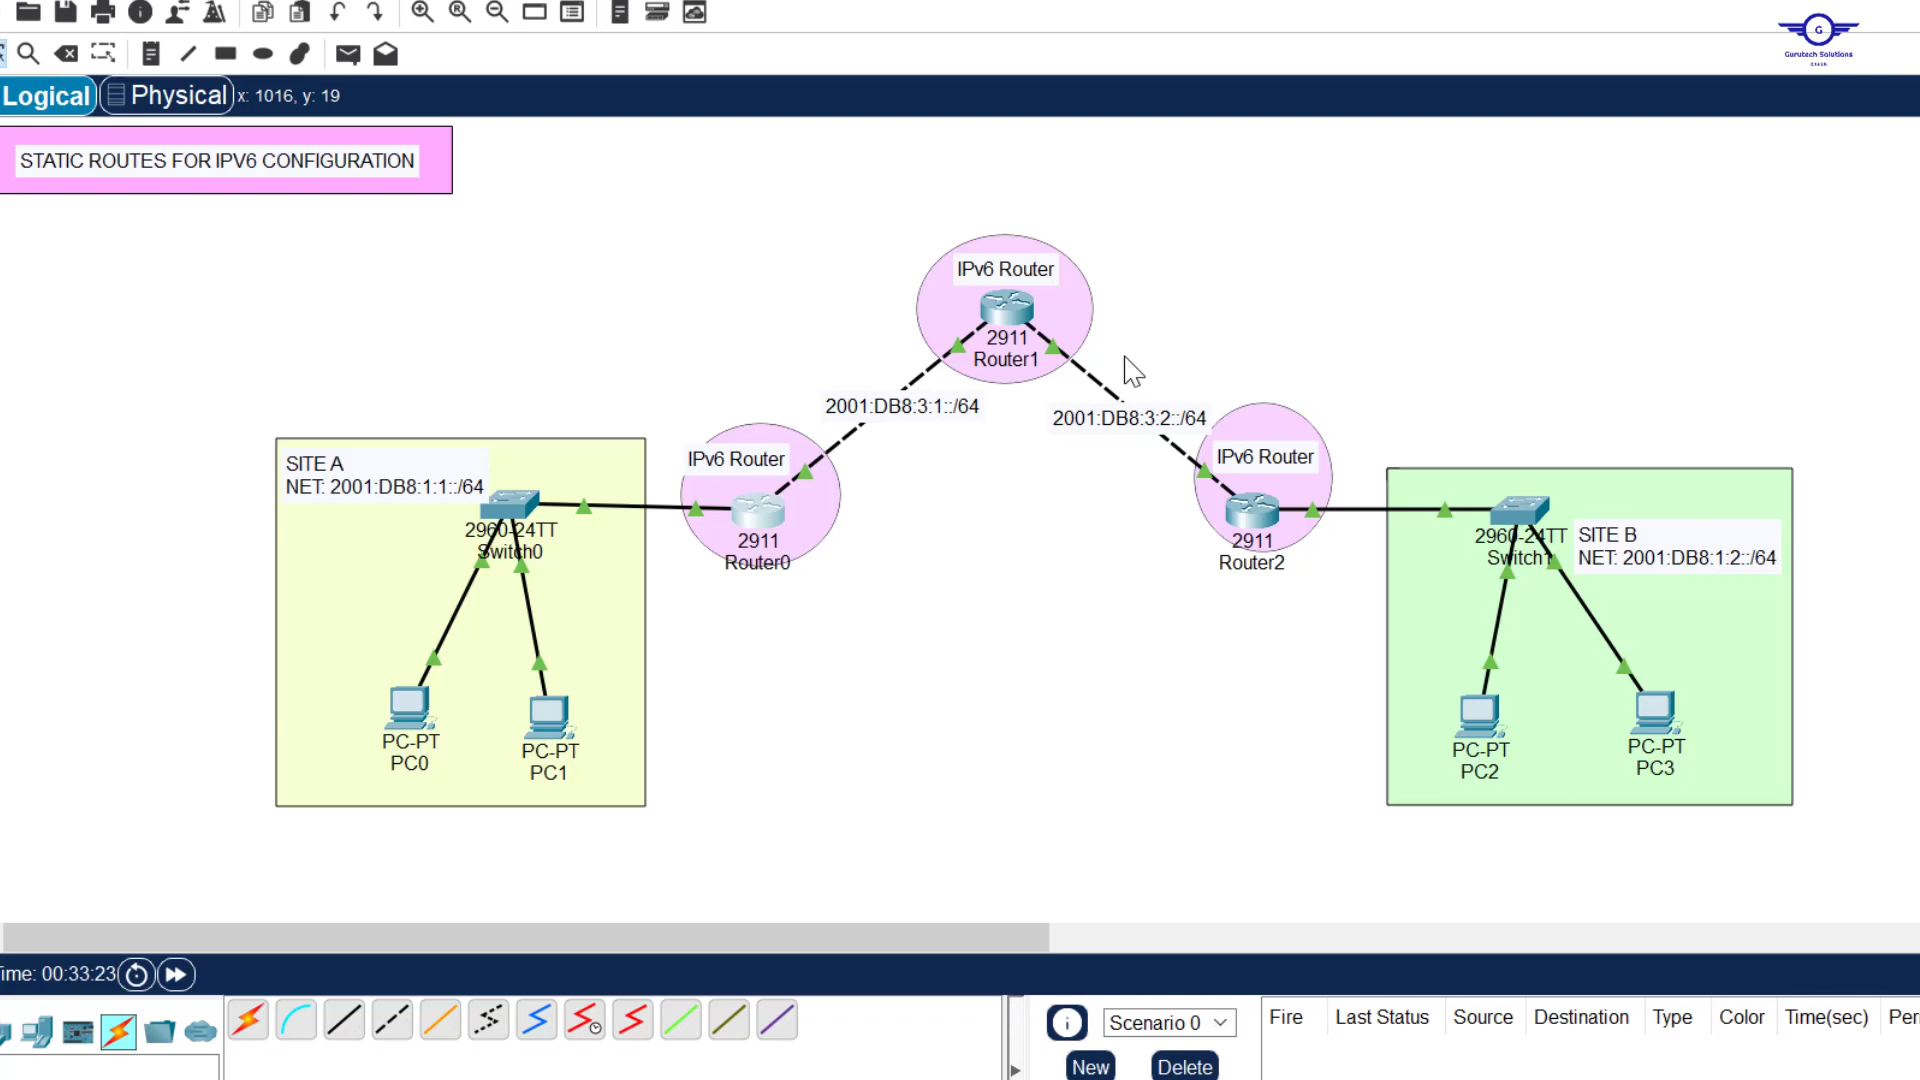 G
Gurutech Solutions
Logical
Physical
x: 1016, y: 19
STATIC ROUTES FOR IPV6 CONFIGURATION
IPv6 Router
2911
Router1
2001:DB8:3:1::/64
2001:DB8:3:2::/64
IPv6 Router
2911
Router0
IPv6 Router
2911
Router2
SITE A
NET: 2001:DB8:1:1::/64
2960-24TT
Switch0
PC-PT
PC0
PC-PT
PC1
2960-24TT
Switch1
SITE B
NET: 2001:DB8:1:2::/64
PC-PT
PC2
PC-PT
PC3
ime: 00:33:23
Scenario 0
New
Delete
Fire
Last Status
Source
Destination
Type
Color
Time(sec)
Per